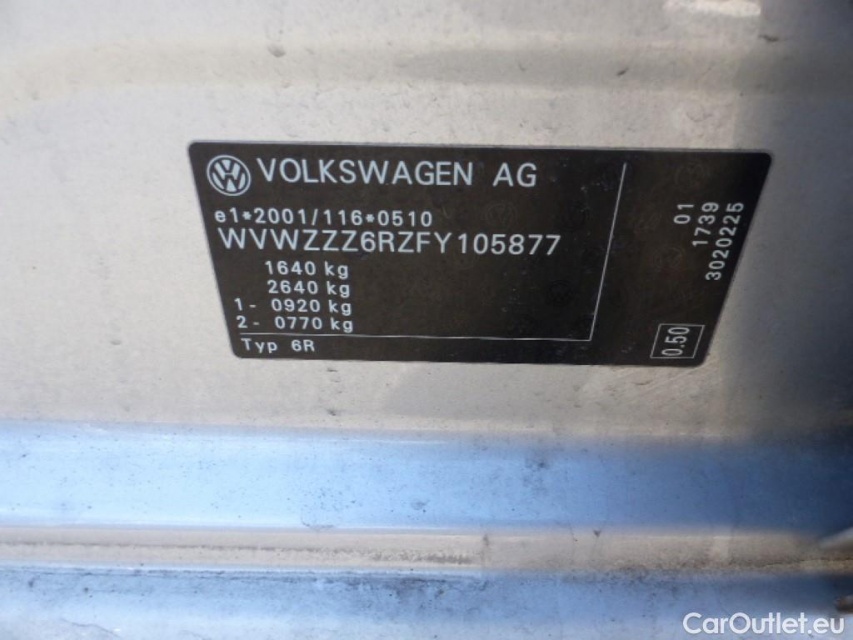 VOLKSWAGEN AG
e1*2001/116*0510
WVWZZZ6RZFY105877
1640 kg
2640 kg
1- 0920 kg
2- 0770 kg
Typ 6R
01
1739
3020225
0.50
CarOutlet.eu